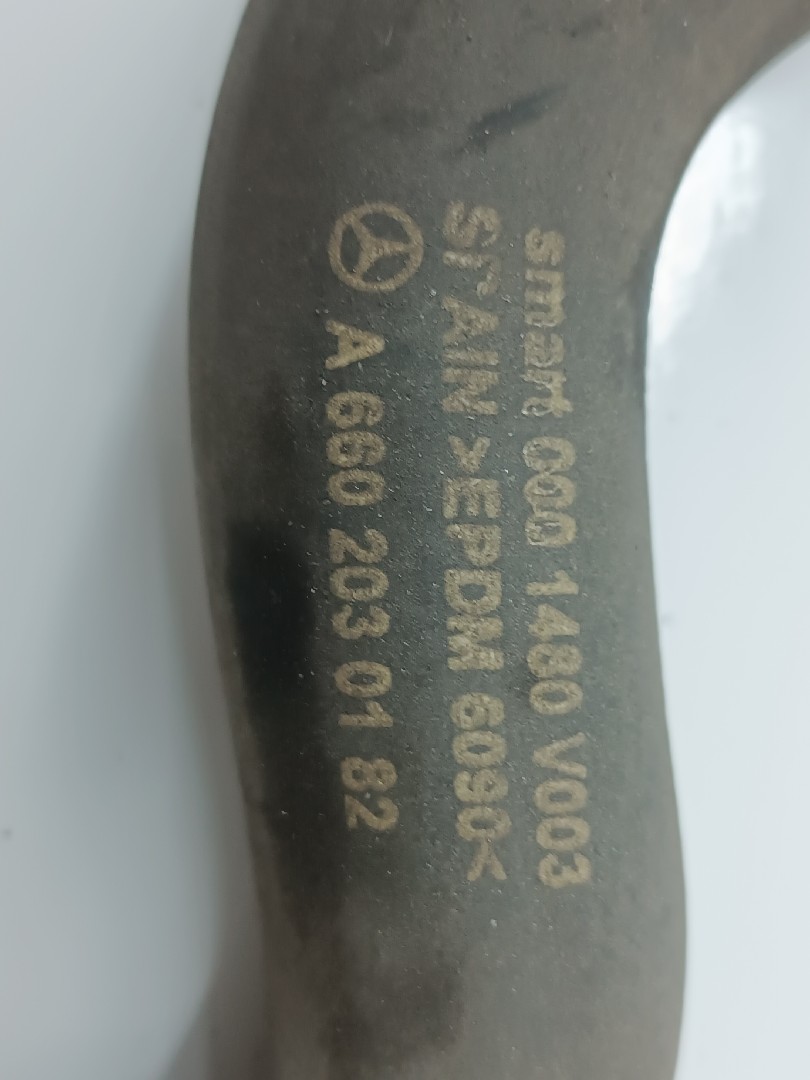 smart 000 1480 V003
SPAIN >EPDM 6090<
A 660 203 01 82